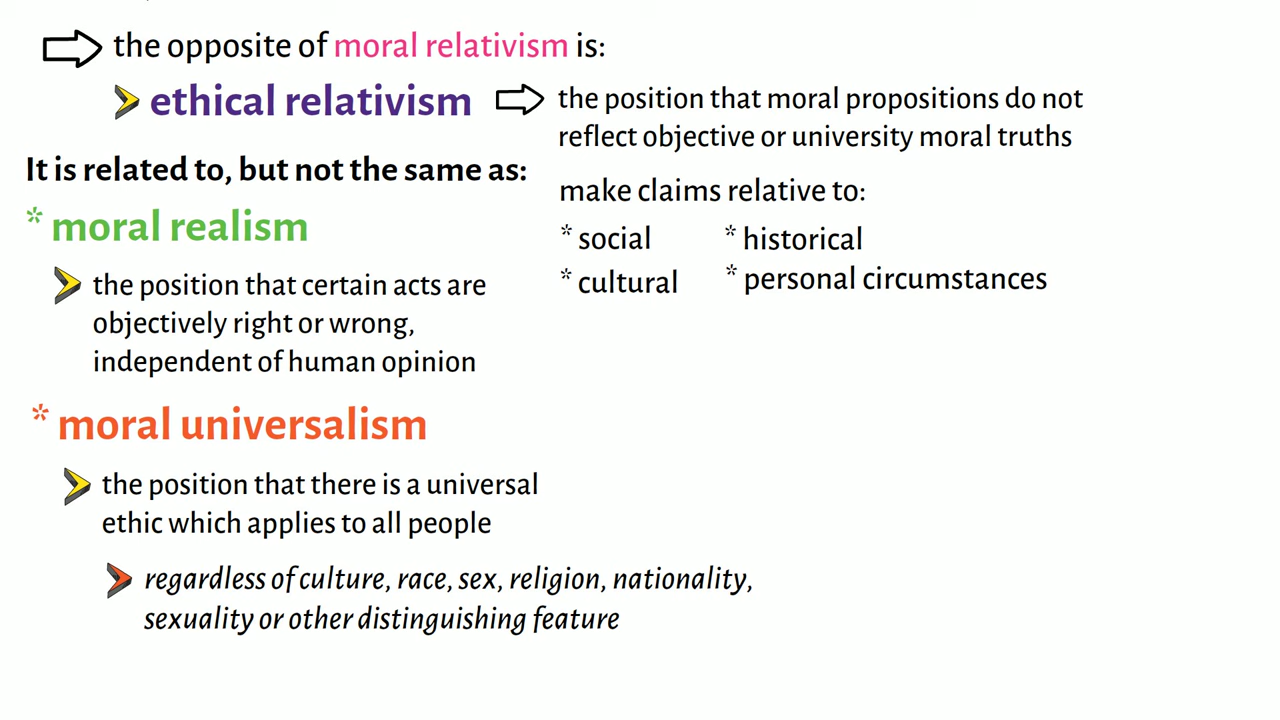 the opposite of moral relativism is:
ethical relativism
the position that moral propositions do not
reflect objective or university moral truths
make claims relative to:
* social
* historical
* cultural
* personal circumstances
It is related to, but not the same as:
* moral realism
the position that certain acts are
objectively right or wrong,
independent of human opinion
* moral universalism
the position that there is a universal
ethic which applies to all people
regardless of culture, race, sex, religion, nationality,
sexuality or other distinguishing feature